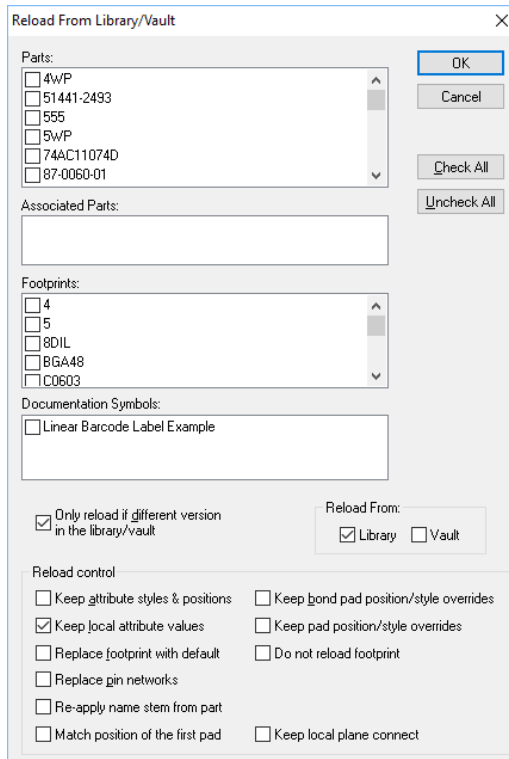 Reload From Library/Vault
Parts:
4WP
51441-2493
555
5WP
74AC11074D
87-0060-01
OK
Cancel
Check All
Uncheck All
Associated Parts:
Footprints:
4
5
8DIL
BGA48
C0603
Documentation Symbols:
Linear Barcode Label Example
Only reload if different version
in the library/vault
Reload From:
Library Vault
Reload control
Keep attribute styles & positions Keep bond pad position/style overrides
Keep local attribute values Keep pad position/style overrides
Replace footprint with default Do not reload footprint
Replace pin networks
Re-apply name stem from part
Match position of the first pad Keep local plane connect